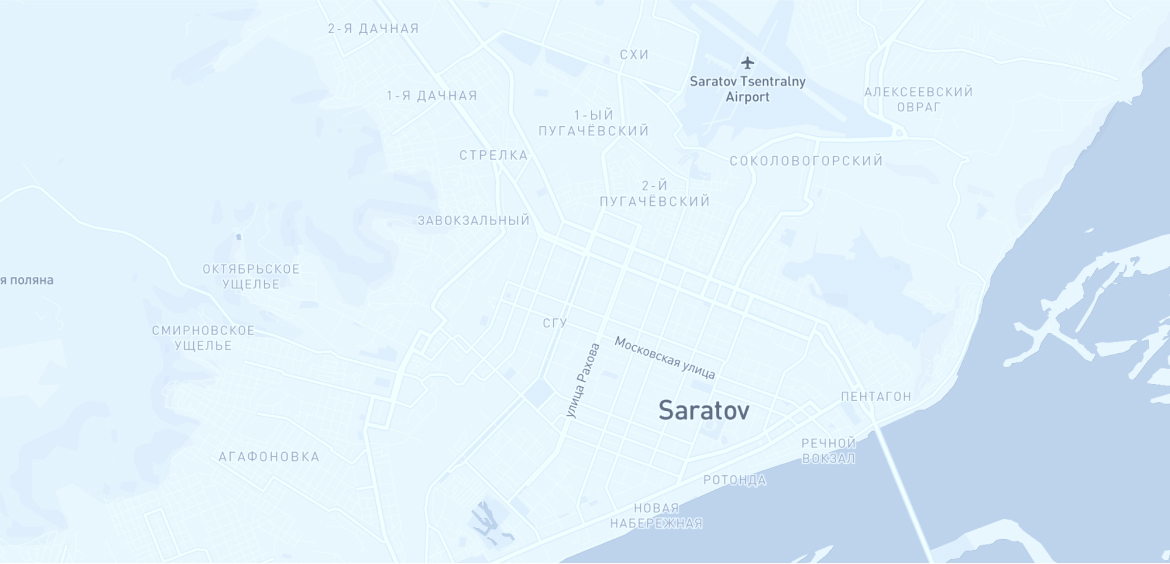 2-Я ДАЧНАЯ
СХИ
Saratov Tsentralny
Airport
1-Я ДАЧНАЯ
АЛЕКСЕЕВСКИЙ
ОВРАГ
1-ЫЙ
ПУГАЧЁВСКИЙ
СТРЕЛКА
СОКОЛОВОГОРСКИЙ
2-Й
ПУГАЧЁВСКИЙ
ЗАВОКЗАЛЬНЫЙ
ОКТЯБРЬСКОЕ
УЩЕЛЬЕ
я поляна
СМИРНОВСКОЕ
УЩЕЛЬЕ
СГУ
Московская улица
улица Рахова
Saratov
ПЕНТАГОН
РЕЧНОЙ
ВОКЗАЛ
АГАФОНОВКА
РОТОНДА
НОВАЯ
НАБЕРЕЖНАЯ